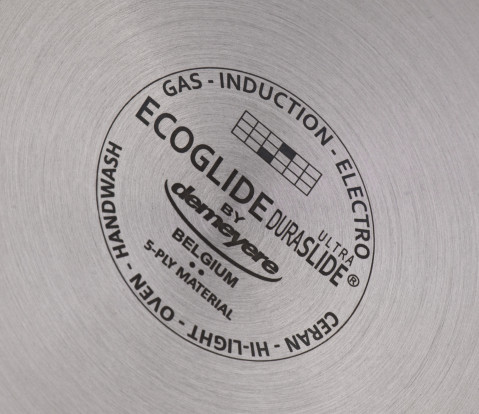 GAS - INDUCTION - ELECTRO
CERAN - HI-LIGHT - OVEN - HANDWASH
ECOGLIDE
BY
demeyere
BELGIUM
5-PLY MATERIAL
ULTRA
DURASLIDE®